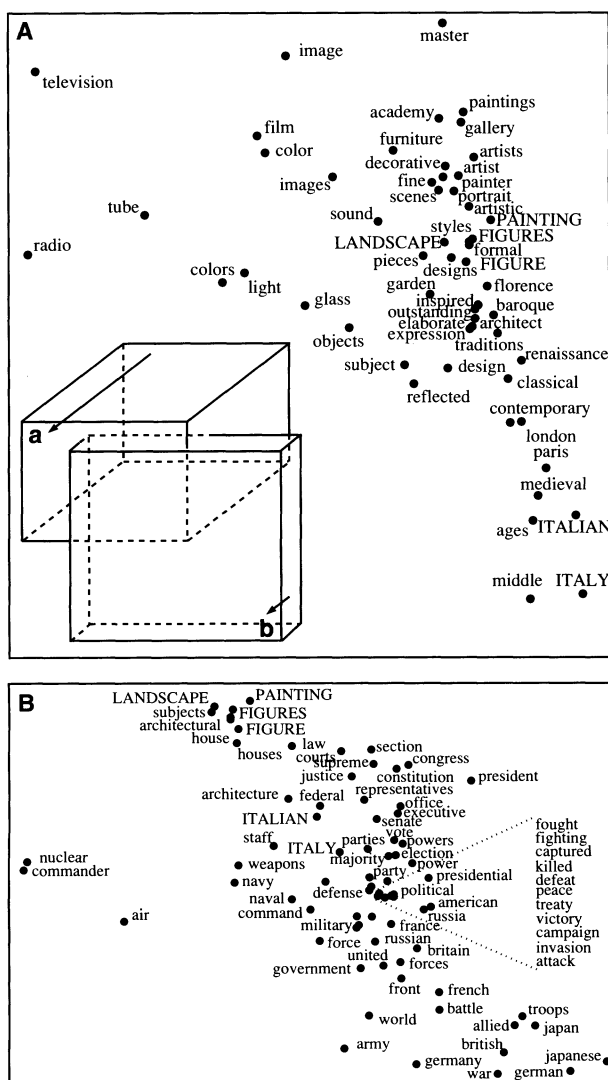 A
master
image
television
paintings
academy
gallery
film
furniture
color
artists
decorative
artist
fine
painter
images
scenes
portrait
tube
artistic
sound
PAINTING
styles
FIGURES
LANDSCAPE
formal
radio
pieces
FIGURE
designs
colors
garden
florence
light
inspired
glass
outstanding
baroque
elaborate
architect
objects
expression
traditions
renaissance
subject
design
classical
reflected
contemporary
a
london
paris
medieval
ages
ITALIAN
middle
ITALY
b
B
LANDSCAPE
PAINTING
subjects
FIGURES
architectural
FIGURE
house
houses
law
courts
section
supreme
congress
justice
constitution
president
representatives
architecture
federal
office
executive
ITALIAN
senate
vote
staff
parties
powers
ITALY
majority
election
nuclear
power
commander
weapons
party
presidential
navy
defense
political
naval
american
command
russia
air
military
france
force
russian
united
britain
government
forces
front
fought
fighting
captured
killed
defeat
peace
treaty
victory
campaign
invasion
attack
french
battle
troops
world
allied
japan
army
british
japanese
germany
war
german